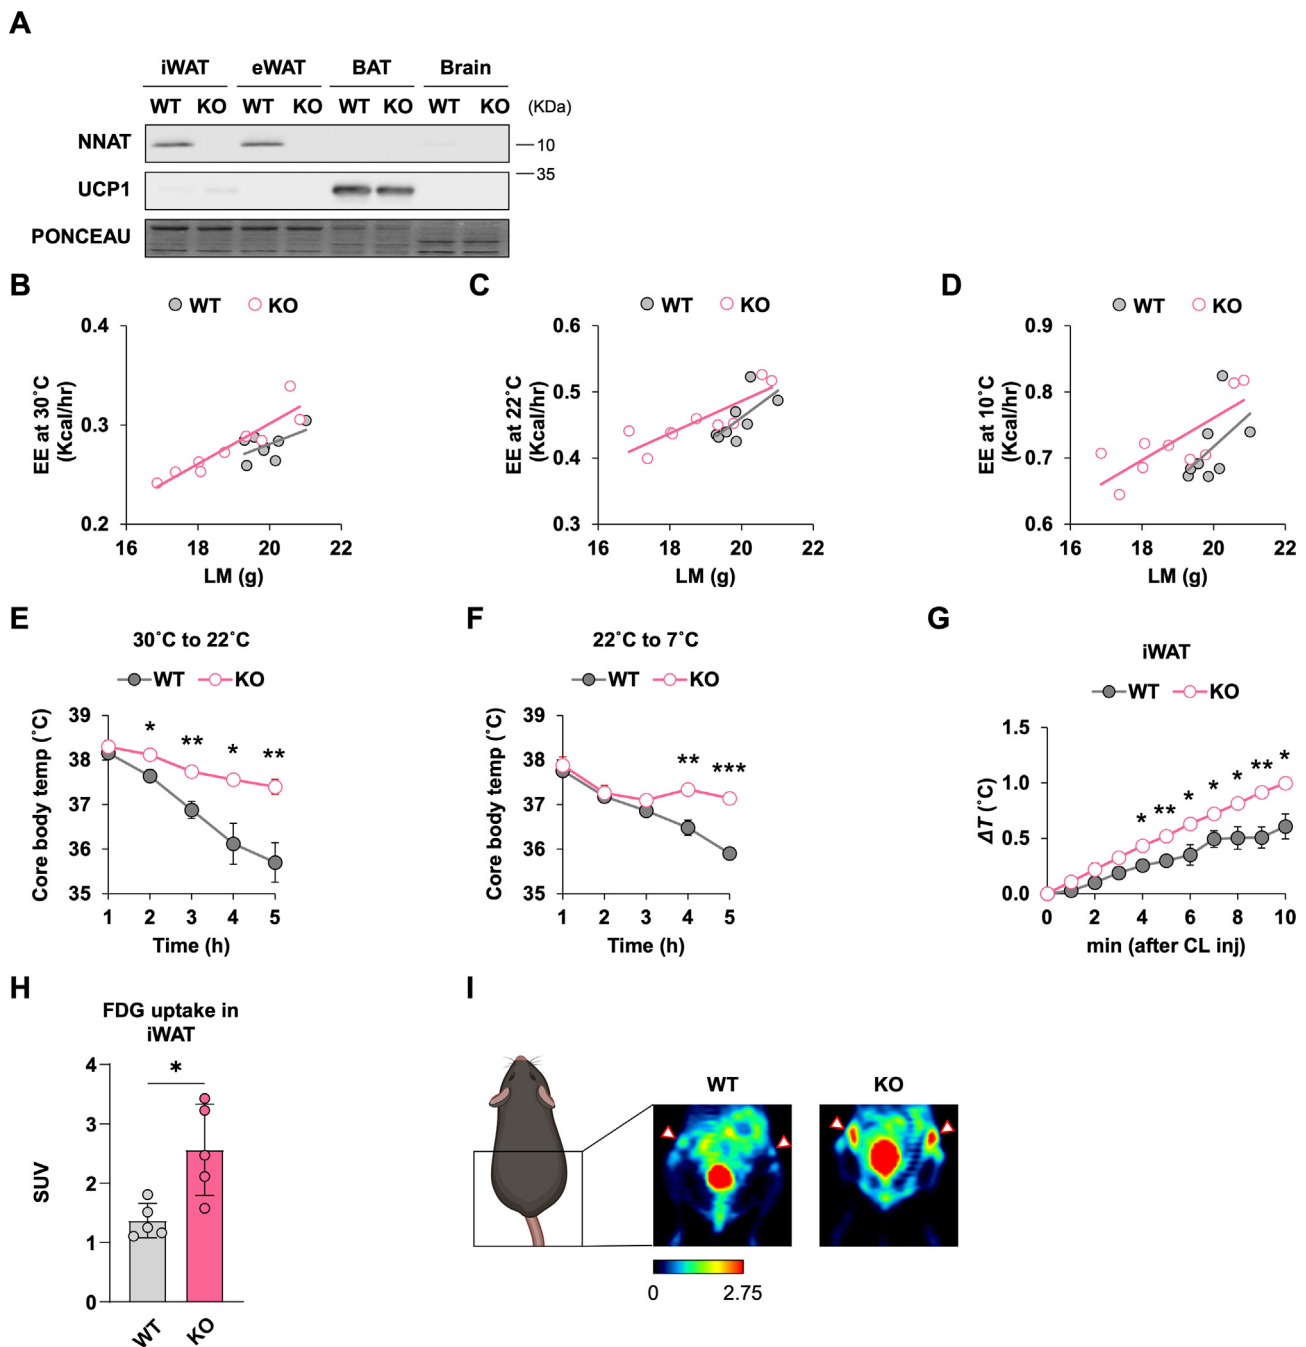 A
iWAT eWAT BAT Brain
WT KO WT KO WT KO WT KO (KDa)
NNAT 10
35
UCP1
PONCEAU
B
WT KO
0.4
0.3
0.2
EE at 30˚C
(Kcal/hr)
16 18 20 22
LM (g)
C
WT KO
0.6
0.5
0.4
0.3
EE at 22˚C
(Kcal/hr)
16 18 20 22
LM (g)
D
WT KO
0.9
0.8
0.7
0.6
EE at 10˚C
(Kcal/hr)
16 18 20 22
LM (g)
E
30˚C to 22˚C
WT KO
39
38
37
36
35
Core body temp (˚C)
* ** * **
1 2 3 4 5
Time (h)
F
22˚C to 7˚C
WT KO
39
38
37
36
35
Core body temp (˚C)
** ***
1 2 3 4 5
Time (h)
G
iWAT
WT KO
1.5
1.0
0.5
0.0
ΔT (˚C)
* ** * * * ** *
0 2 4 6 8 10
min (after CL inj)
H
FDG uptake in
iWAT
4
3
2
1
0
SUV
*
WT KO
I
WT KO
0 2.75